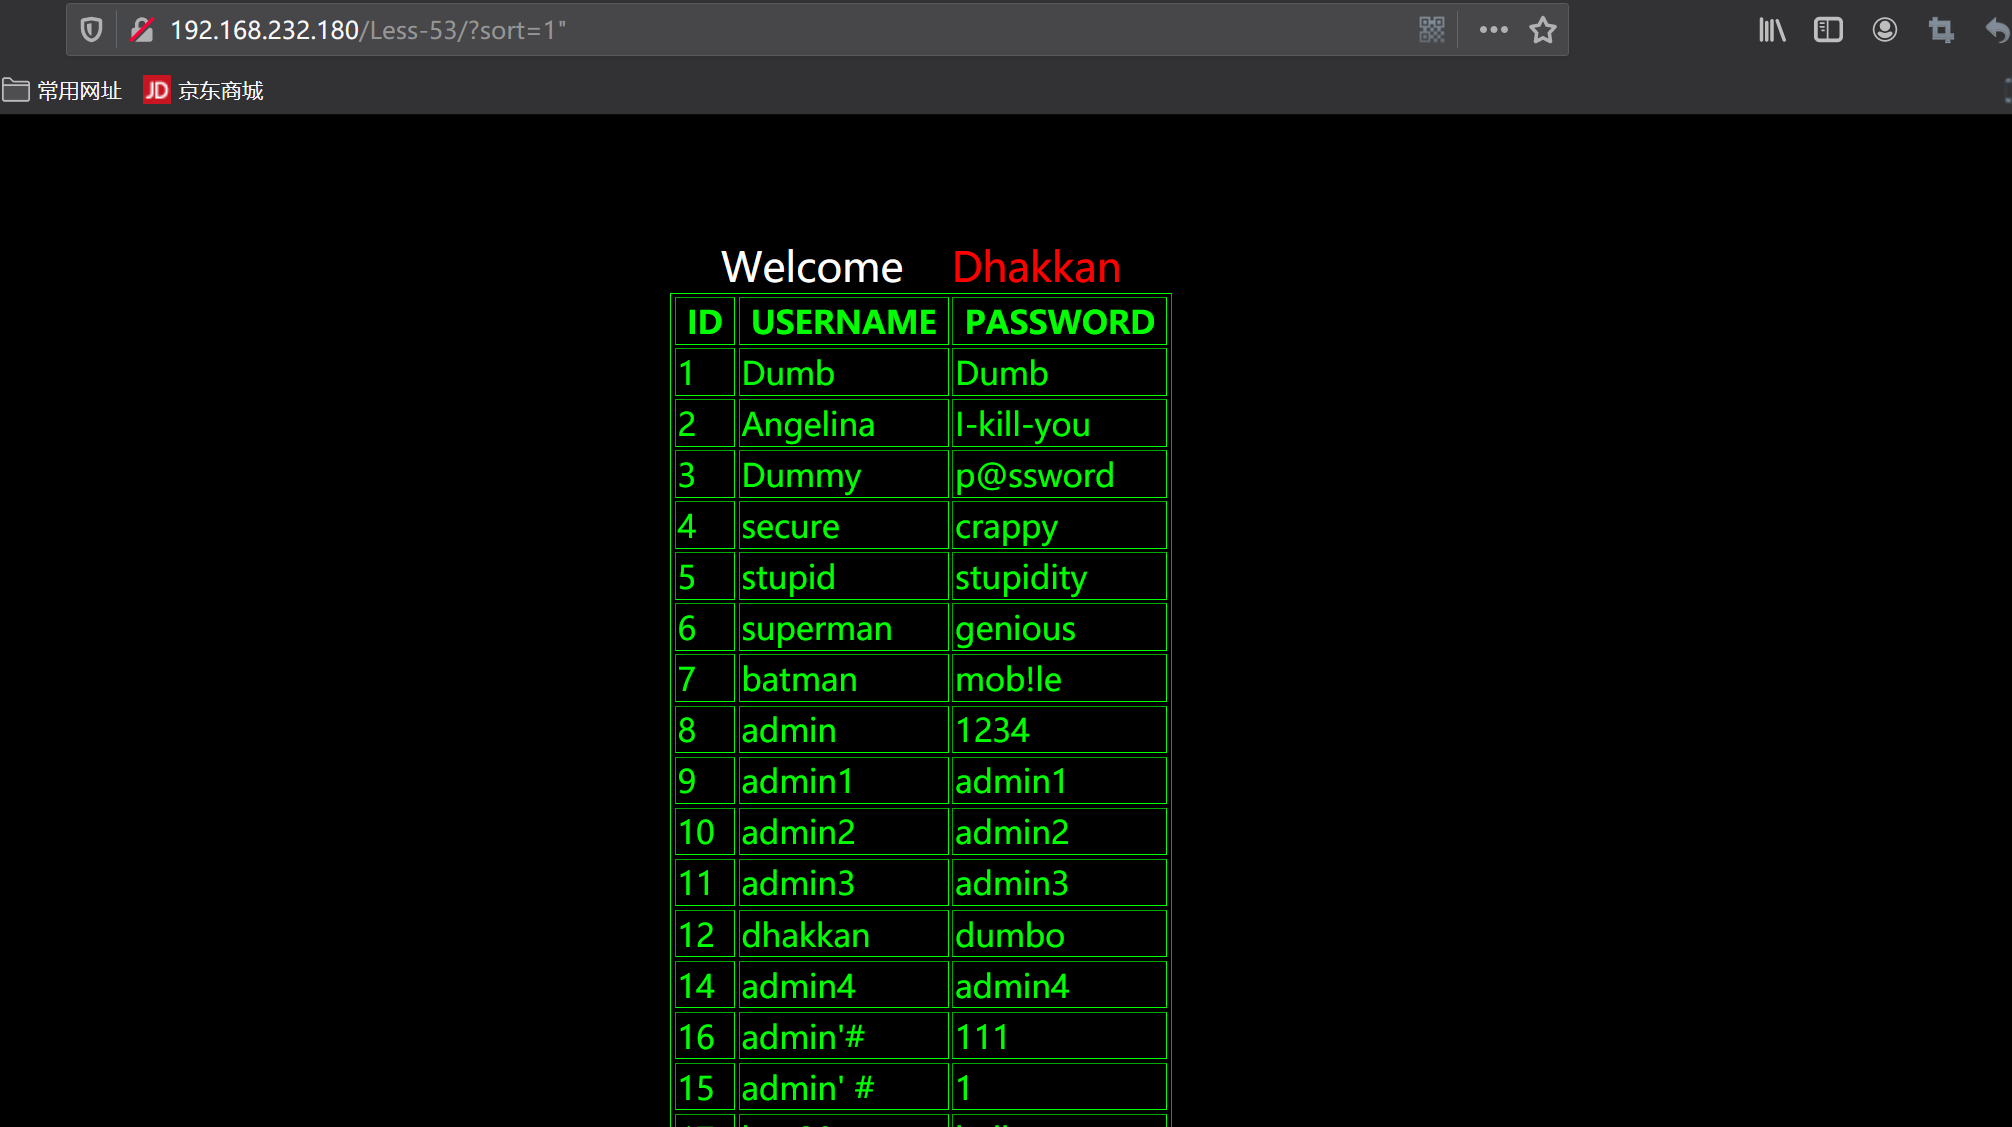 192.168.232.180/Less-53/?sort=1"
常用网址 JD 京东商城
Welcome Dhakkan
ID USERNAME PASSWORD
1 Dumb Dumb
2 Angelina I-kill-you
3 Dummy p@ssword
4 secure crappy
5 stupid stupidity
6 superman genious
7 batman mob!le
8 admin 1234
9 admin1 admin1
10 admin2 admin2
11 admin3 admin3
12 dhakkan dumbo
14 admin4 admin4
16 admin'# 111
15 admin' # 1